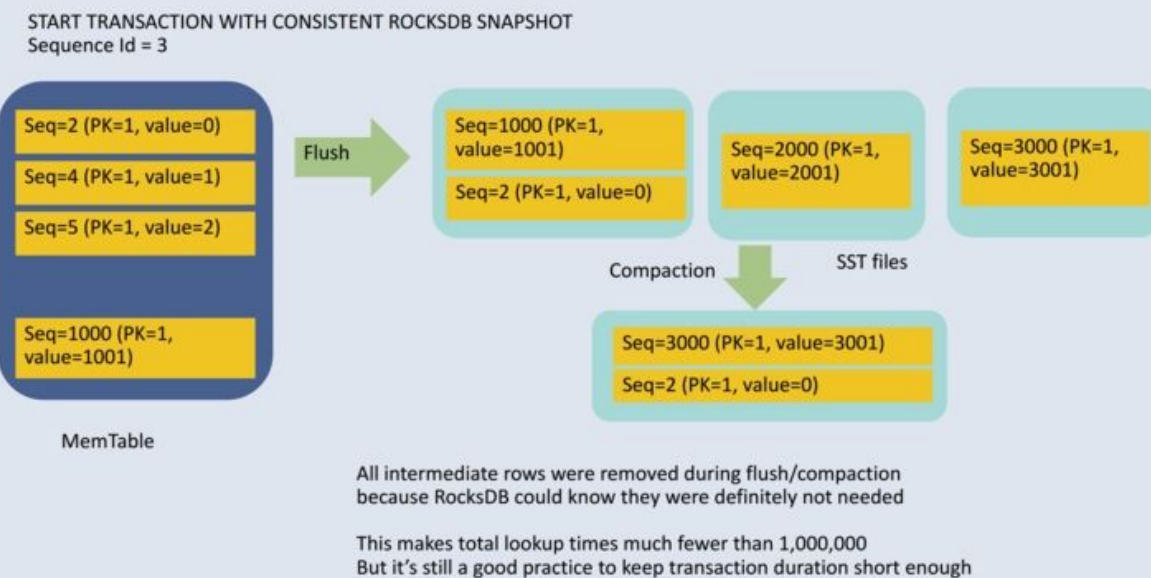 START TRANSACTION WITH CONSISTENT ROCKSDB SNAPSHOT
Sequence Id = 3
Seq=2 (PK=1, value=0)
Seq=4 (PK=1, value=1)
Seq=5 (PK=1, value=2)
Seq=1000 (PK=1,
value=1001)
MemTable
Flush
Seq=1000 (PK=1,
value=1001)
Seq=2 (PK=1, value=0)
Seq=2000 (PK=1,
value=2001)
Seq=3000 (PK=1,
value=3001)
Compaction
SST files
Seq=3000 (PK=1, value=3001)
Seq=2 (PK=1, value=0)
All intermediate rows were removed during flush/compaction
because RocksDB could know they were definitely not needed
This makes total lookup times much fewer than 1,000,000
But it's still a good practice to keep transaction duration short enough